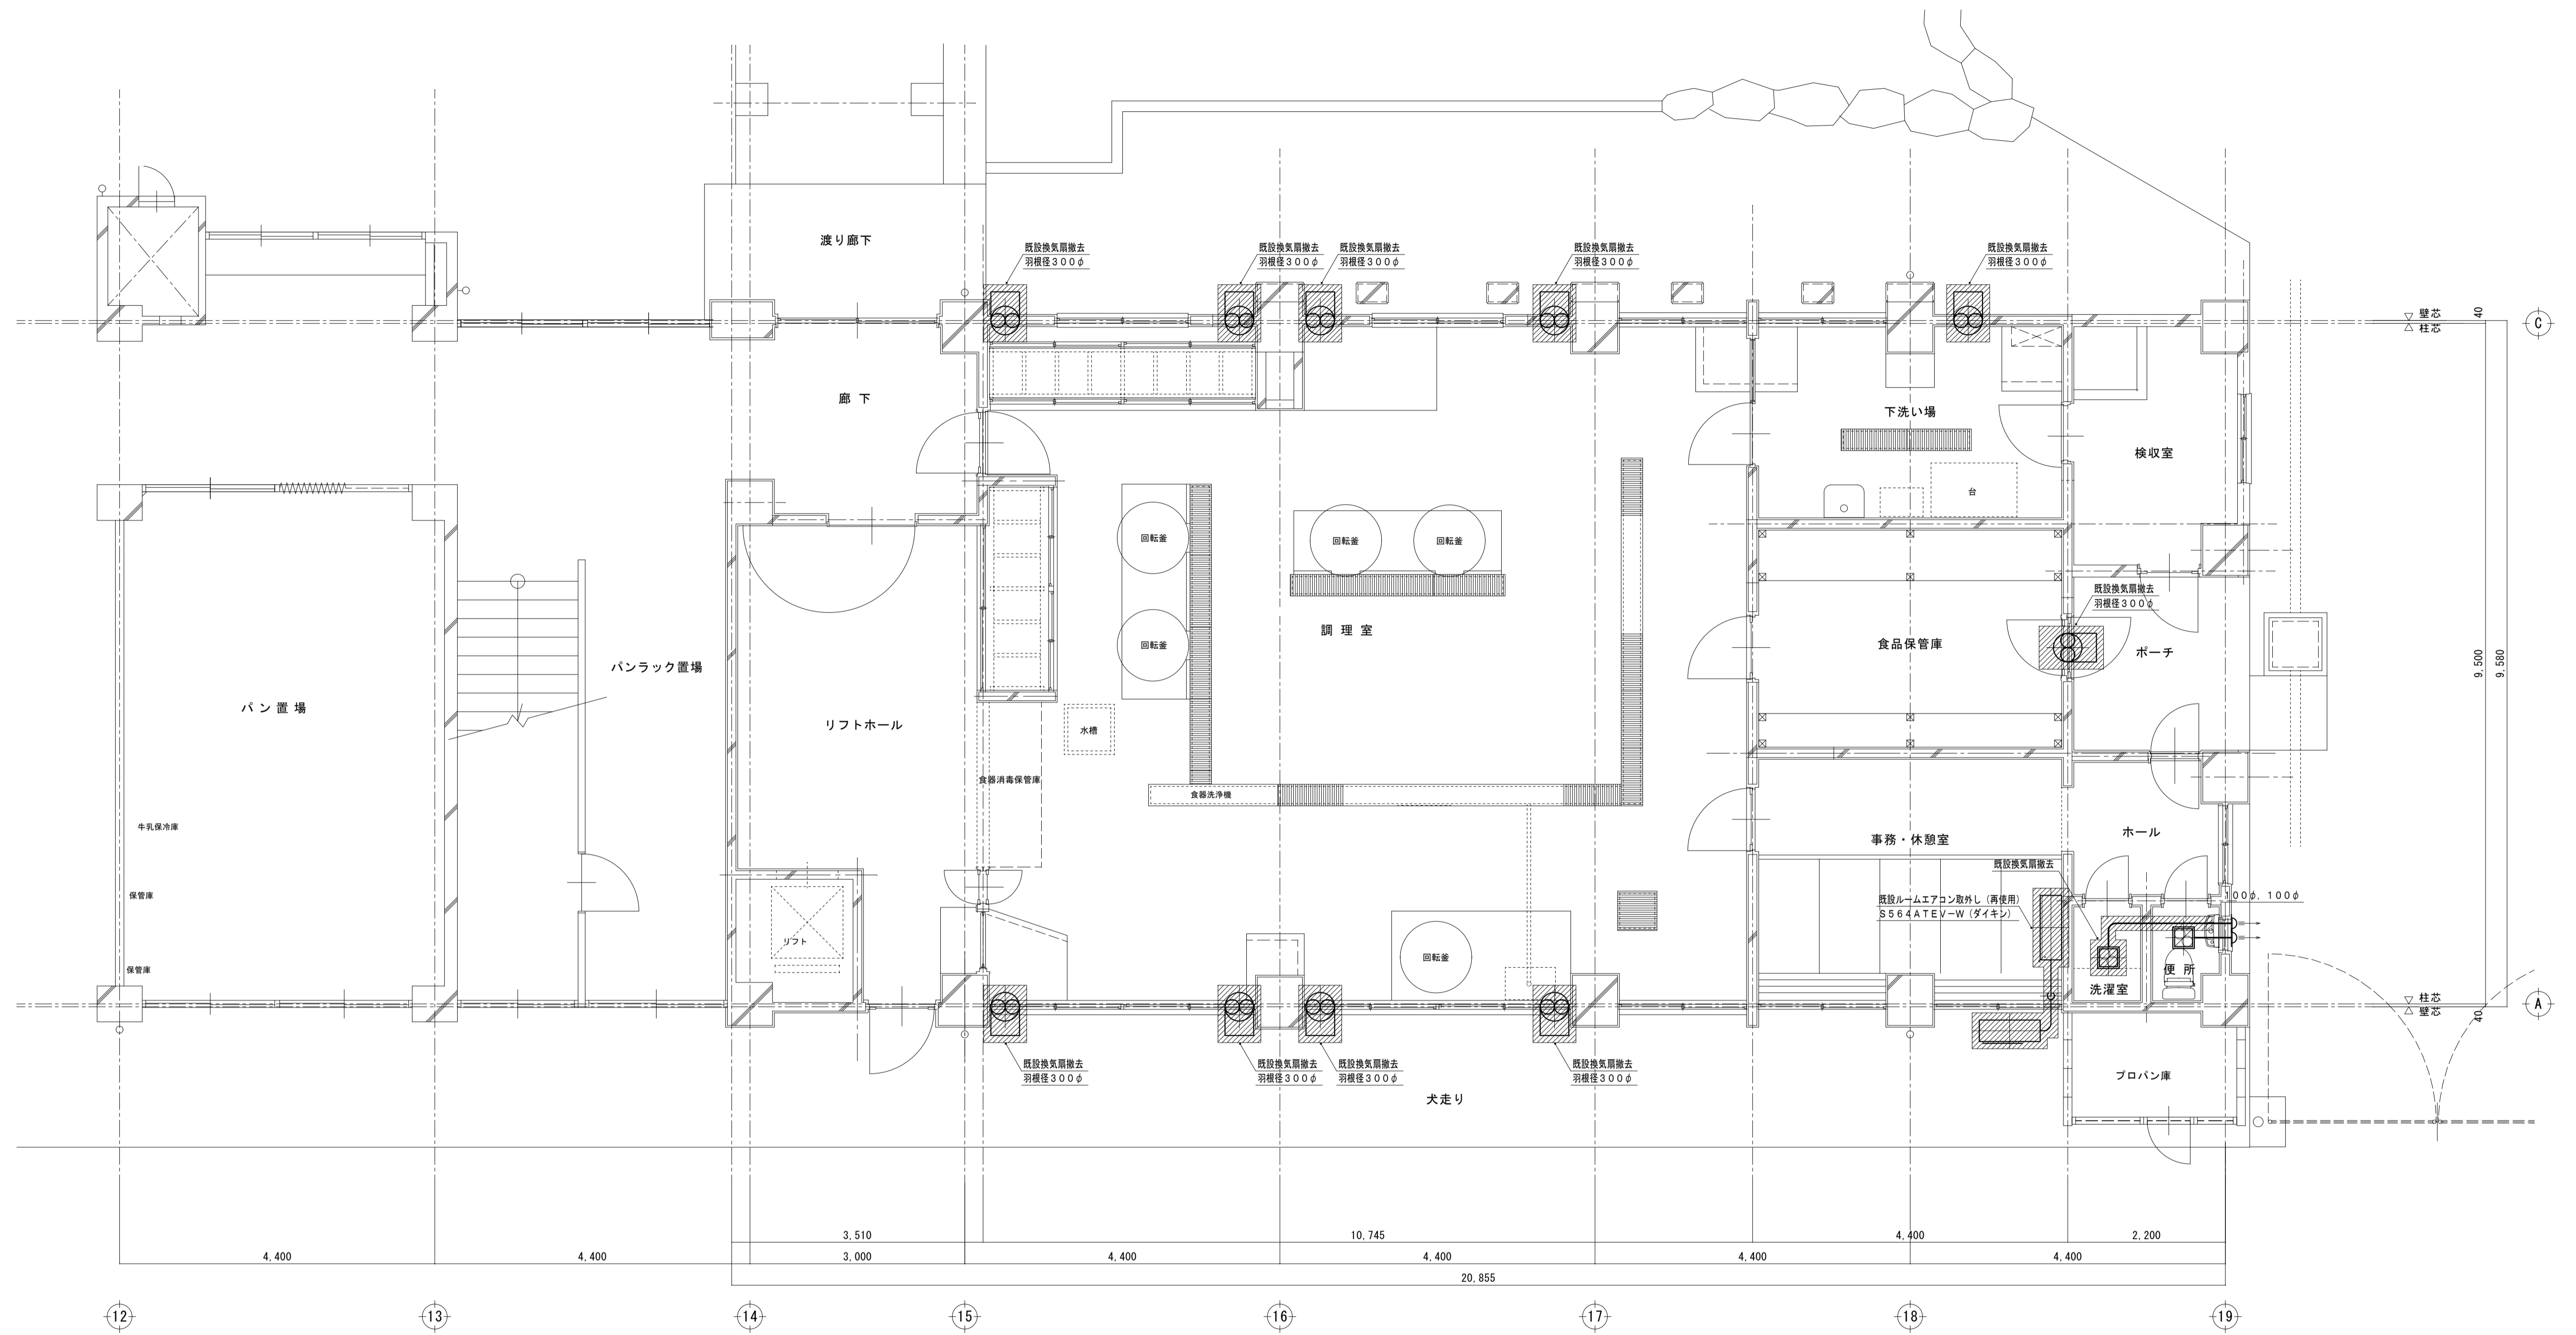 既設換気扇撤去
羽根径300φ
既設換気扇撤去
羽根径300φ
既設換気扇撤去
羽根径300φ
既設換気扇撤去
羽根径300φ
既設換気扇撤去
羽根径300φ
渡り廊下
壁芯
柱芯
40
C
廊下
下洗い場
検収室
台
回転釜
回転釜
回転釜
回転釜
調理室
既設換気扇撤去
羽根径300φ
食品保管庫
ポーチ
9,500
9,580
パンラック置場
パン置場
リフトホール
水槽
食器消毒保管庫
食器洗浄機
牛乳保冷庫
事務・休憩室
ホール
既設換気扇撤去
保管庫
既設ルームエアコン取外し（再使用）
S564ATEV-W（ダイキン）
100φ,100φ
リフト
回転釜
保管庫
便所
洗濯室
柱芯
壁芯
40
A
既設換気扇撤去
羽根径300φ
既設換気扇撤去
羽根径300φ
既設換気扇撤去
羽根径300φ
既設換気扇撤去
羽根径300φ
プロパン庫
犬走り
3,510
10,745
4,400
2,200
4,400
4,400
3,000
4,400
4,400
4,400
4,400
20,855
12
13
14
15
16
17
18
19